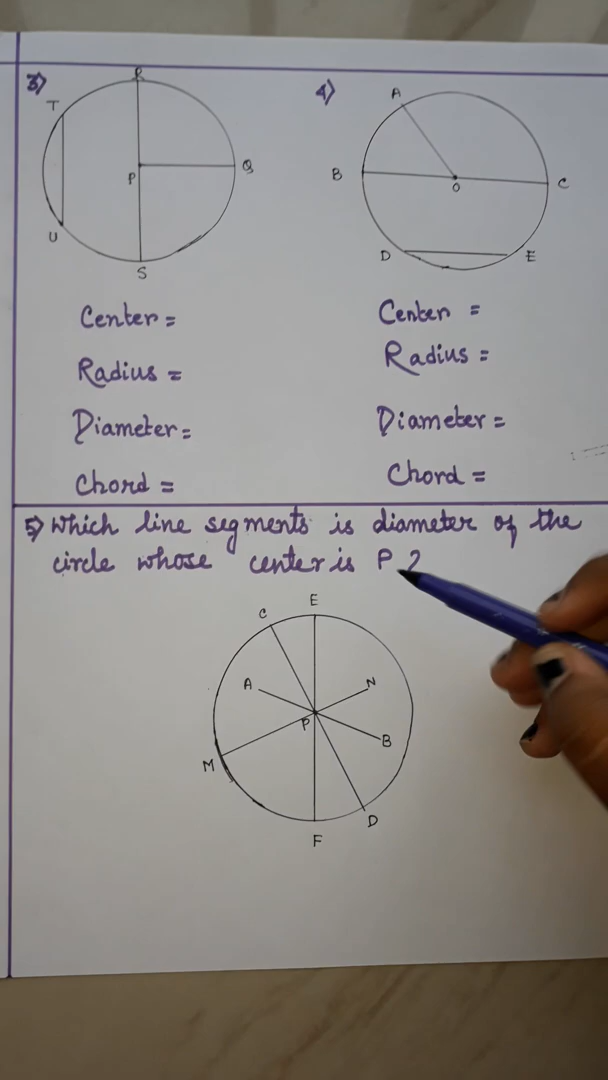 3)
R
T
P
Q
U
S
Center =
Radius =
Diameter =
Chord =
4)
A
B
O
C
D
E
Center =
Radius =
Diameter =
Chord =
5) Which line segments is diameter of the
circle whose center is P ?
C
E
A
N
P
B
M
D
F